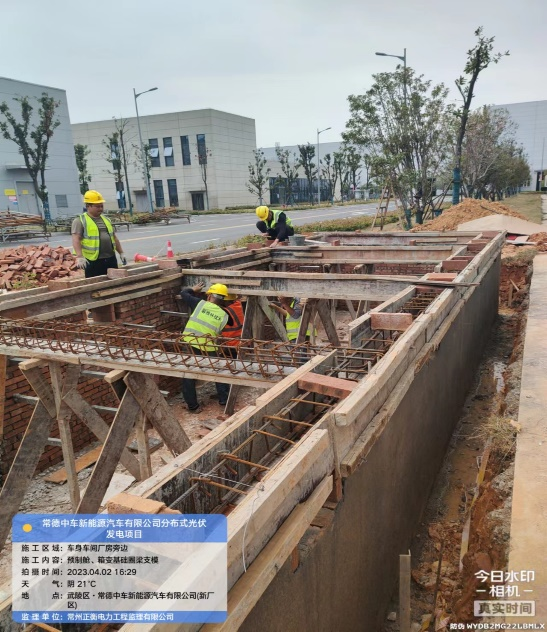 常德中车新能源汽车有限公司分布式光伏
发电项目
施工区域：车身车间厂房旁边
施工内容：预制舱、箱变基础圈梁支模
拍摄时间：2023.04.02 16:29
天 气：阴 21℃
地 点：武陵区·常德中车新能源汽车(新厂
区)
监理单位：常州正衡电力工程监理有限公司
今日水印
相机
真实时间
防伪 WYDB2MG22LBMLX